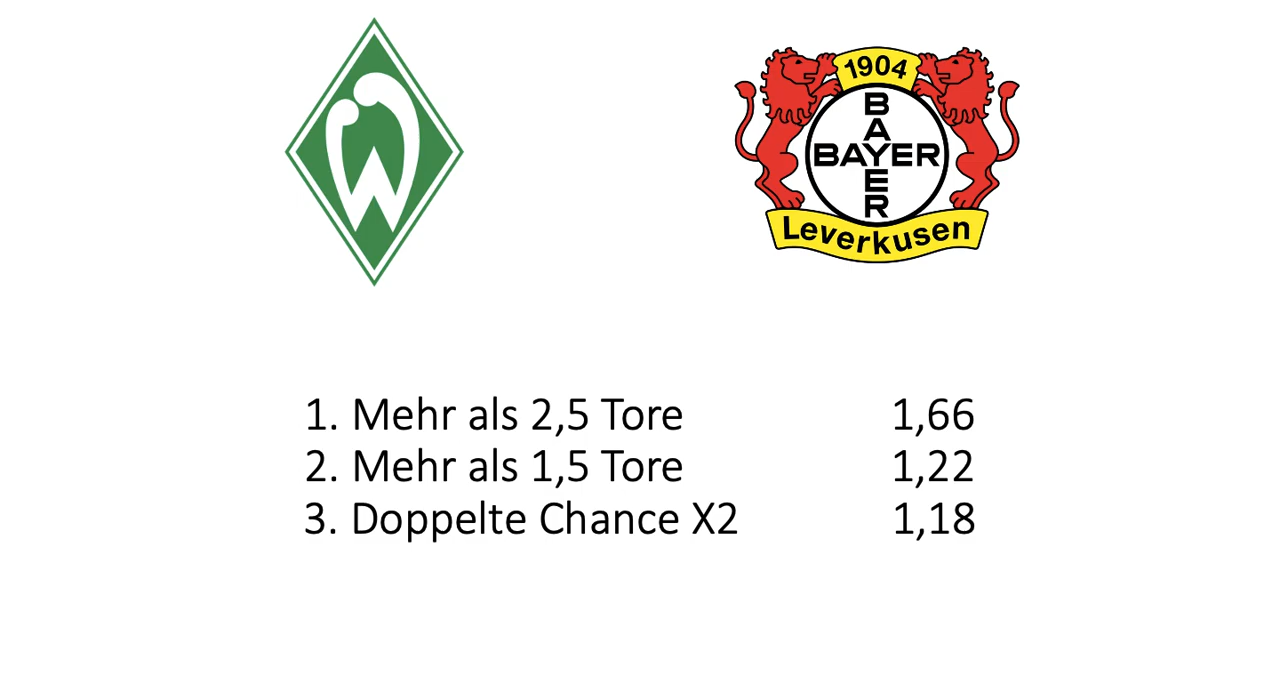 W
1904
BAYER
BAYER
Leverkusen
1. Mehr als 2,5 Tore 1,66
2. Mehr als 1,5 Tore 1,22
3. Doppelte Chance X2 1,18